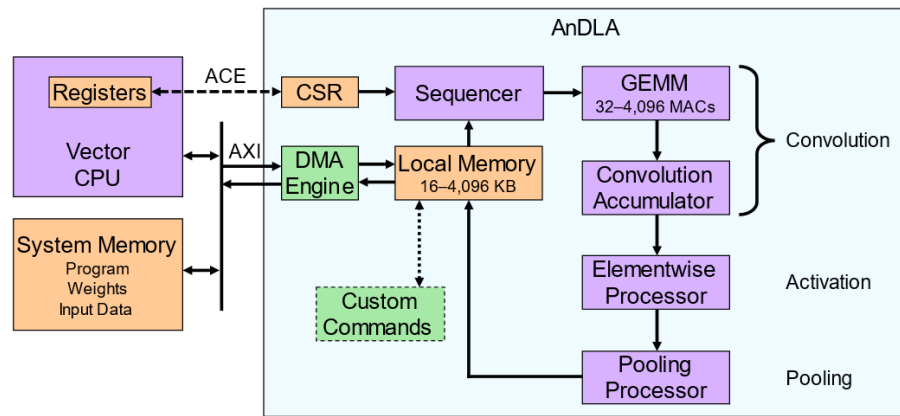 AnDLA
ACE
Registers
CSR
Sequencer
GEMM
32–4,096 MACs
Convolution
Vector
CPU
AXI
DMA
Engine
Local Memory
16–4,096 KB
Convolution
Accumulator
System Memory
Program
Weights
Input Data
Custom
Commands
Elementwise
Processor
Activation
Pooling
Processor
Pooling